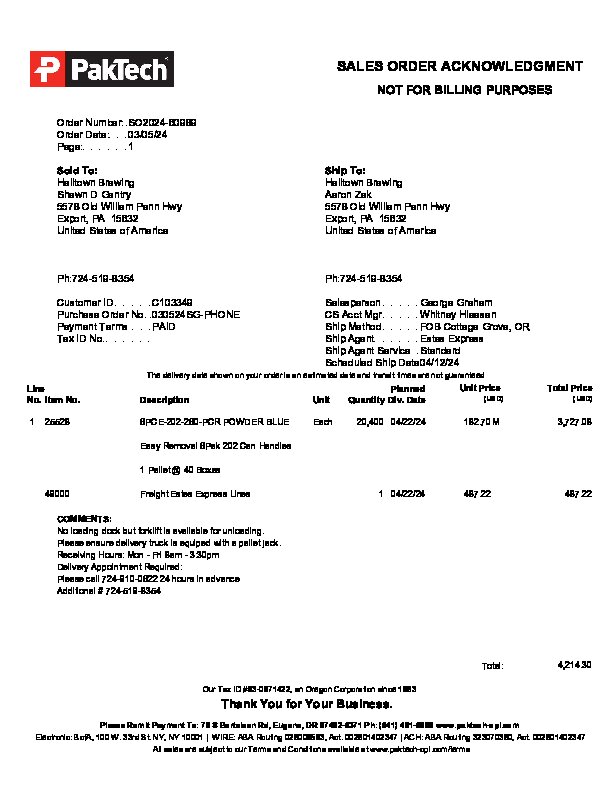 PakTech
SALES ORDER ACKNOWLEDGMENT
NOT FOR BILLING PURPOSES
Order Number:.SO2024-60989
Order Date: . . .03/05/24
Page:. . . . . . .1
Sold To:
Helltown Brewing
Shawn D Gentry
5578 Old William Penn Hwy
Export, PA 15632
United States of America
Ship To:
Helltown Brewing
Aaron Zak
5578 Old William Penn Hwy
Export, PA 15632
United States of America
Ph:724-519-8354
Ph:724-519-8354
Customer ID. . . . . .C103349
Purchase Order No. .030524SG-PHONE
Payment Terms . . . .PAID
Tax ID No.. . . . . . .
Salesperson. . . . . . George Graham
CS Acct Mgr. . . . . . Whitney Hiessen
Ship Method. . . . . . FOB Cottage Grove, OR
Ship Agent . . . . . . Estes Express
Ship Agent Service . Standard
Scheduled Ship Date04/12/24
The delivery date shown on your order is an estimated date and transit times are not guaranteed
Line No. Item No. Description Unit Quantity Planned Dlv. Date Unit Price (USD) Total Price (USD)
1 25526 6PCE-202-260-PCR POWDER BLUE Each 20,400 04/22/24 182.70 M 3,727.08
Easy Removal 6Pak 202 Can Handles
1 Pallet @ 40 Boxes
49000 Freight Estes Express Lines 1 04/22/24 487.22 487.22
COMMENTS:
No loading dock but forklift is available for unloading.
Please ensure delivery truck is equiped with a pallet jack.
Receiving Hours: Mon - Fri 8am - 3:30pm
Delivery Appointment Required:
Please call 724-910-0822 24 hours in advance
Additional # 724-519-8354
Total: 4,214.30
Our Tax ID #93-0871422, an Oregon Corporation since 1983
Thank You for Your Business.
Please Remit Payment To: Bertelsen Rd, Eugene, OR Ph: (541) www.paktech-opi.com
Electronic: BofA, 100 W. 33rd St. NY, NY 10001 | WIRE: ABA Routing 026009593, Act. 002801402347 | ACH: ABA Routing 323070380, Act. 002801402347
All sales are subject to our Terms and Conditions available at www.paktech-opi.com/terms